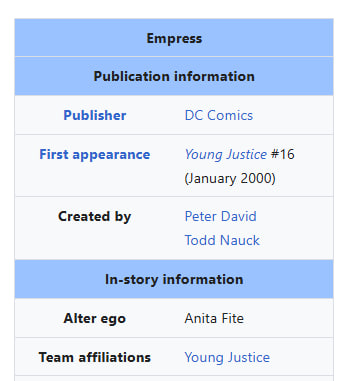 Empress
Publication information
Publisher DC Comics
First appearance Young Justice #16
(January 2000)
Created by Peter David
Todd Nauck
In-story information
Alter ego Anita Fite
Team affiliations Young Justice